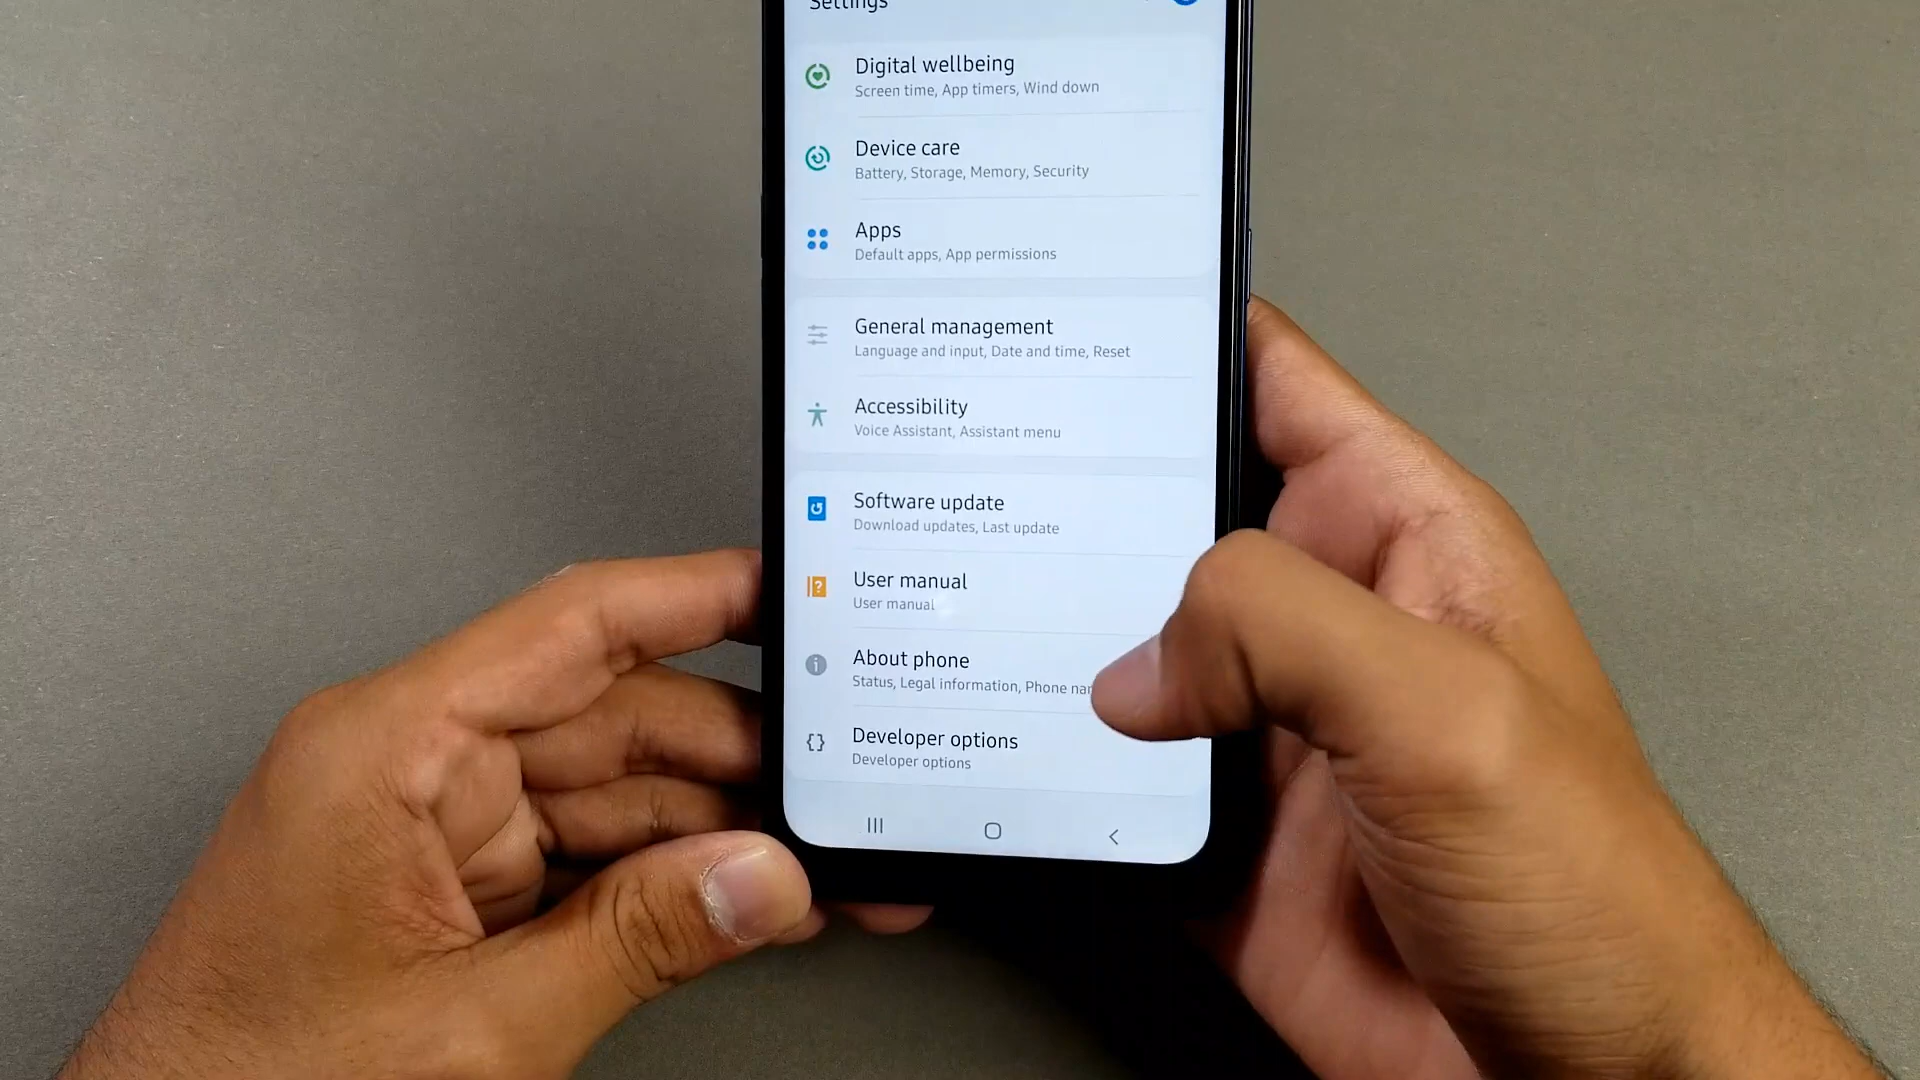 Settings
Digital wellbeing
Screen time, App timers, Wind down
Device care
Battery, Storage, Memory, Security
Apps
Default apps, App permissions
General management
Language and input, Date and time, Reset
Accessibility
Voice Assistant, Assistant menu
Software update
Download updates, Last update
User manual
User manual
About phone
Status, Legal information, Phone
Developer options
Developer options